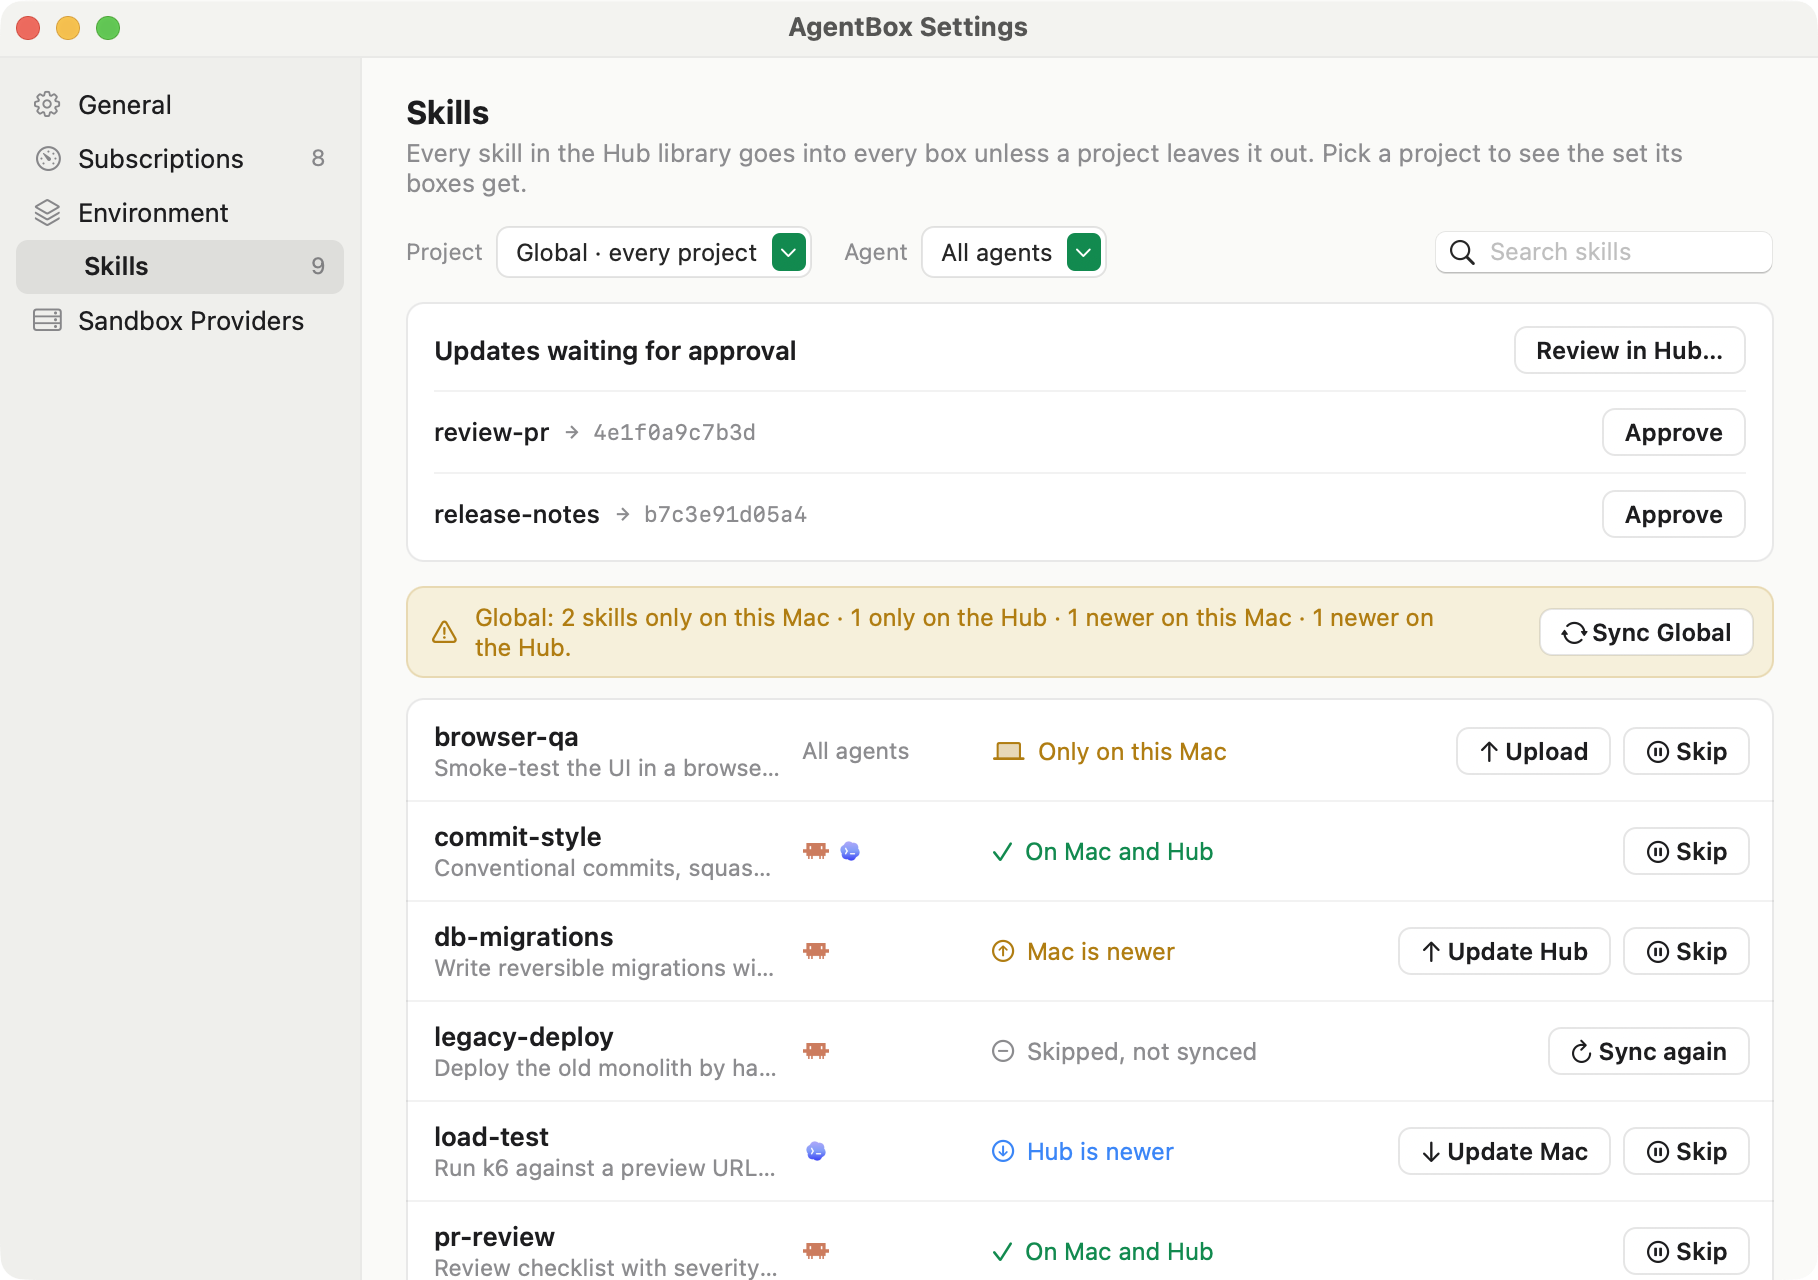 AgentBox Settings
General
Subscriptions 8
Environment
Skills 9
Sandbox Providers
Skills
Every skill in the Hub library goes into every box unless a project leaves it out. Pick a project to see the set its
boxes get.
Project Global · every project Agent All agents Search skills
Updates waiting for approval Review in Hub...
review-pr → 4e1f0a9c7b3d Approve
release-notes → b7c3e91d05a4 Approve
Global: 2 skills only on this Mac · 1 only on the Hub · 1 newer on this Mac · 1 newer on
the Hub.
Sync Global
browser-qa
Smoke-test the UI in a browse...
All agents Only on this Mac Upload Skip
commit-style
Conventional commits, squas...
On Mac and Hub Skip
db-migrations
Write reversible migrations wi...
Mac is newer Update Hub Skip
legacy-deploy
Deploy the old monolith by ha...
Skipped, not synced Sync again
load-test
Run k6 against a preview URL...
Hub is newer Update Mac Skip
pr-review
Review checklist with severity...
On Mac and Hub Skip